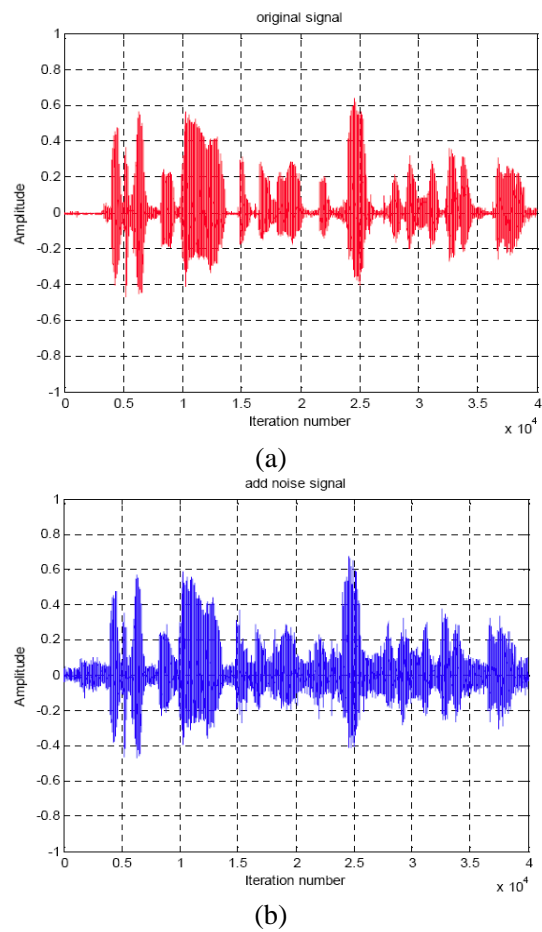 original signal
1
0.8
0.6
0.4
0.2
0
-0.2
-0.4
-0.6
-0.8
-1
Amplitude
0 0.5 1 1.5 2 2.5 3 3.5 4
Iteration number
x 10^4
(a)
add noise signal
1
0.8
0.6
0.4
0.2
0
-0.2
-0.4
-0.6
-0.8
-1
Amplitude
0 0.5 1 1.5 2 2.5 3 3.5 4
Iteration number
x 10^4
(b)